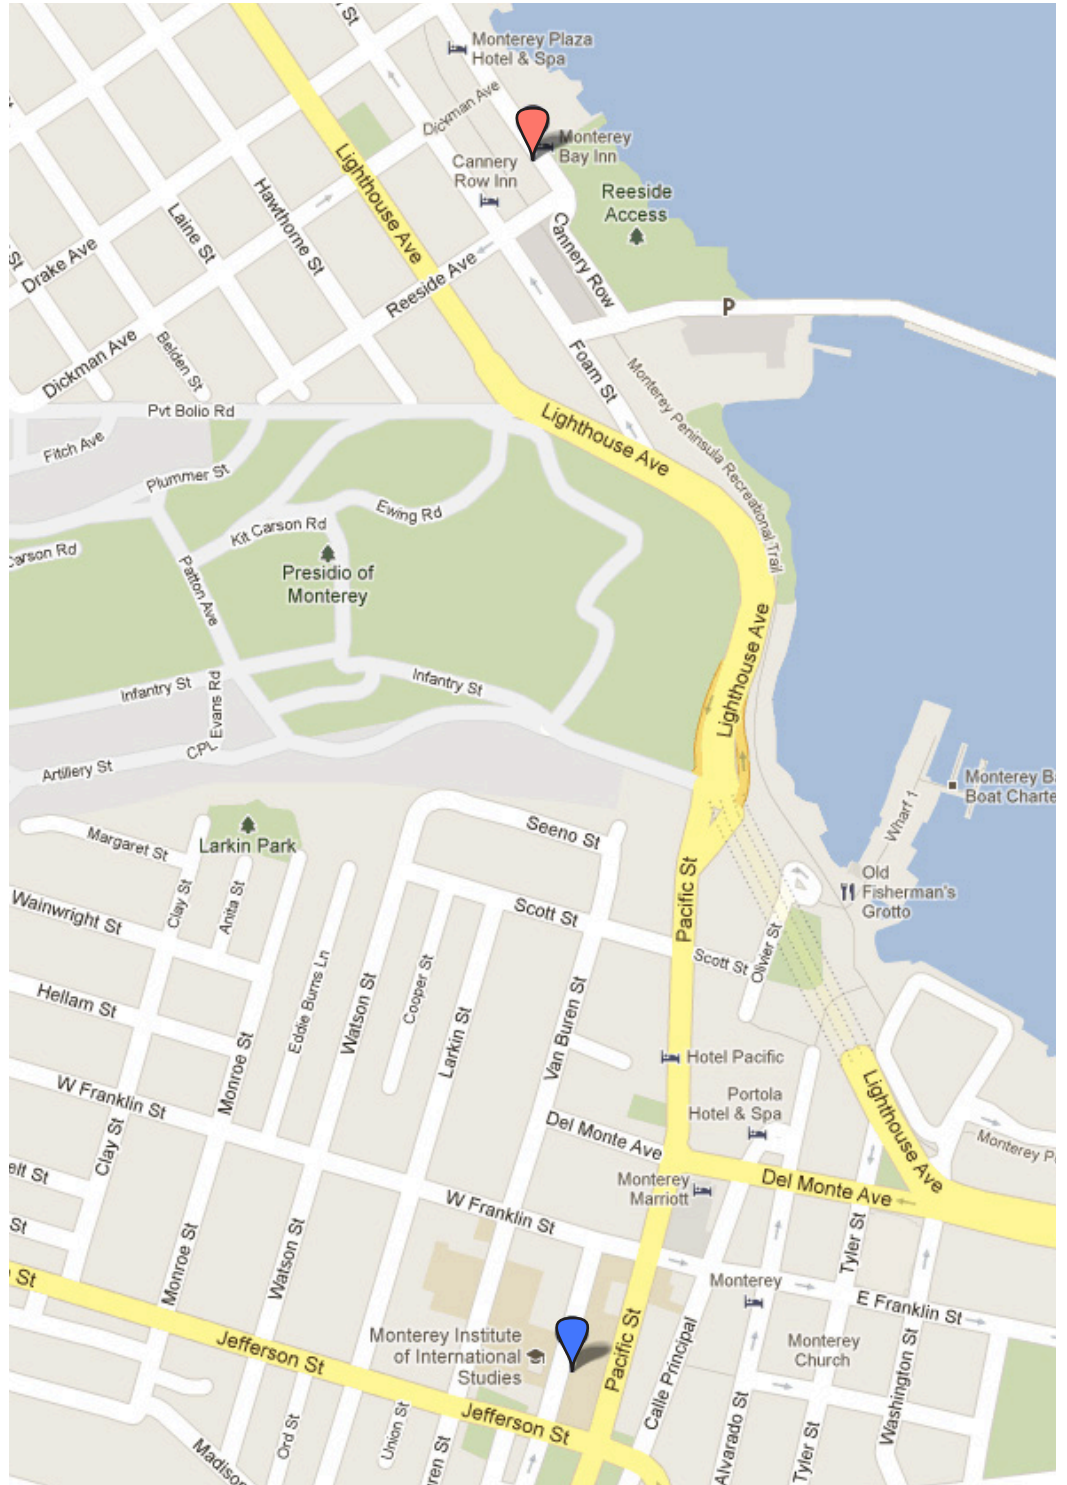 St
Monterey Plaza
Hotel & Spa
Dickman Ave
Monterey
Bay Inn
Cannery
Row Inn
Lighthouse Ave
Reeside
Access
Hawthorne St
Laine St
St
Drake Ave
Cannery Row
Reeside Ave
P
Dickman Ave
Belden St
Foam St
Monterey Peninsula Recreational Trail
Pvt Bolio Rd
Lighthouse Ave
Fitch Ave
Plummer St
Ewing Rd
Kit Carson Rd
Carson Rd
Presidio of
Monterey
Patton Ave
Lighthouse Ave
Infantry St
Infantry St
Evans Rd
CPL
Artillery St
Monterey B
Boat Charte
Wharf 1
Seeno St
Margaret St
Larkin Park
Old
Fisherman's
Grotto
Pacific St
Clay St
Anita St
Wainwright St
Scott St
Scott St
Olivier St
Eddie Burns Ln
Watson St
Cooper St
Hellam St
Larkin St
Van Buren St
Monroe St
Hotel Pacific
W Franklin St
Portola
Hotel & Spa
Lighthouse Ave
Del Monte Ave
Clay St
Monterey P
elt St
Monterey
Marriott
Del Monte Ave
W Franklin St
St
Tyler St
Monroe St
Watson St
St
Monterey
E Franklin St
Jefferson St
Monterey Institute
of International
Studies
Pacific St
Monterey
Church
Calle Principal
Washington St
Jefferson St
Alvarado St
Ord St
Union St
Tyler St
ren St
Madison